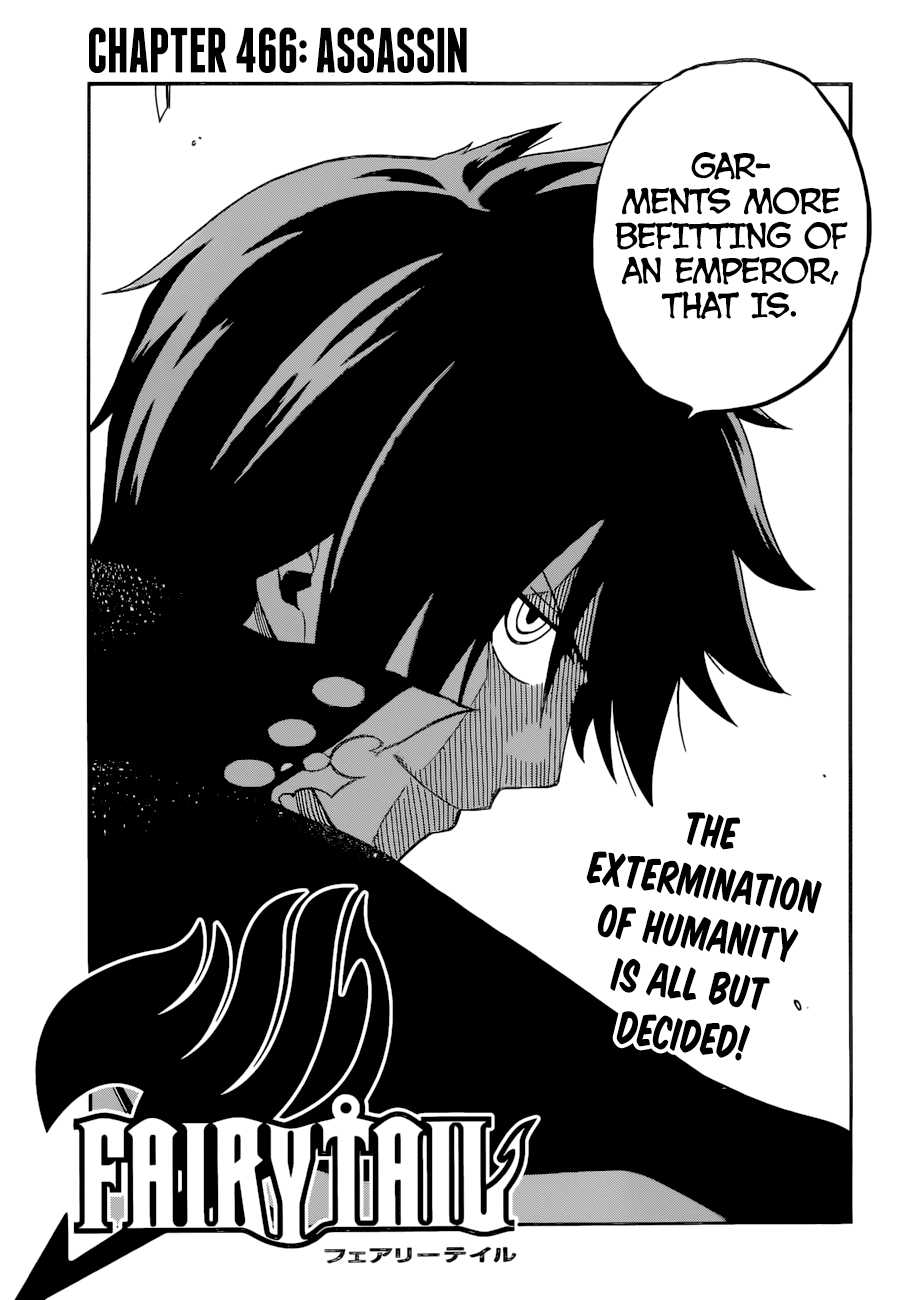 CHAPTER 466: ASSASSIN
GAR-
MENTS MORE
BEFITTING OF
AN EMPEROR,
THAT IS.
THE
EXTERMINATION
OF HUMANITY
IS ALL BUT
DECIDED!
FAIRY TAIL
フェアリーテイル